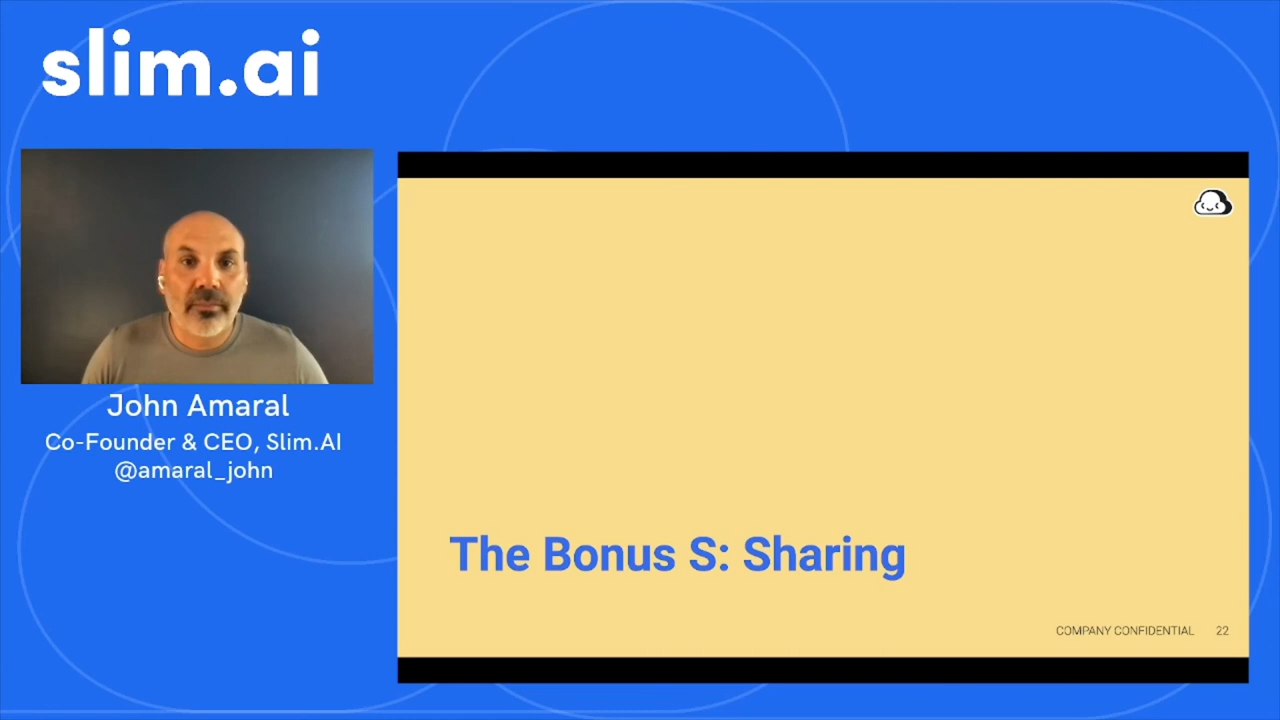 slim.ai
John Amaral
Co-Founder & CEO, Slim.AI
@amaral_john
The Bonus S: Sharing
COMPANY CONFIDENTIAL 22